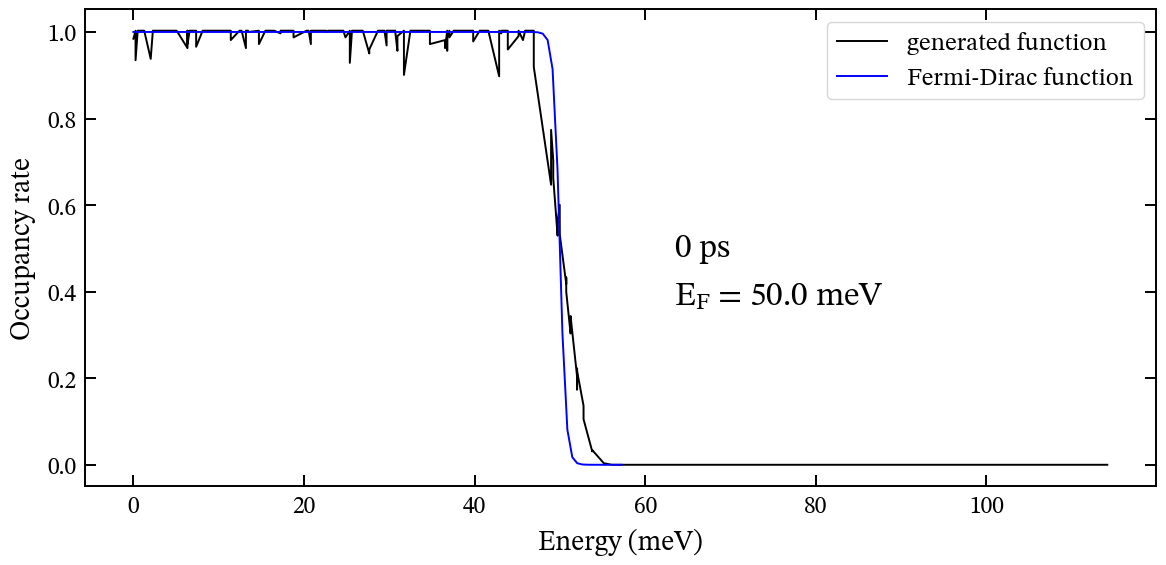 generated function
Fermi-Dirac function
1.0
0.8
0.6
0.4
0.2
0.0
Occupancy rate
0 ps
E_F = 50.0 meV
0 20 40 60 80 100
Energy (meV)